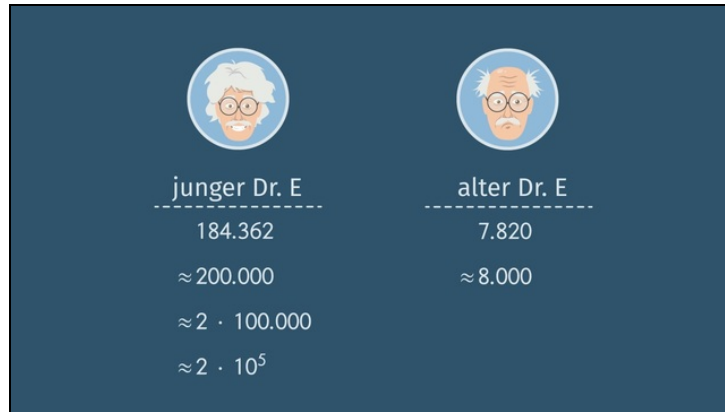 junger Dr. E
184.362
≈ 200.000
≈ 2 · 100.000
≈ 2 · 10⁵
alter Dr. E
7.820
≈ 8.000